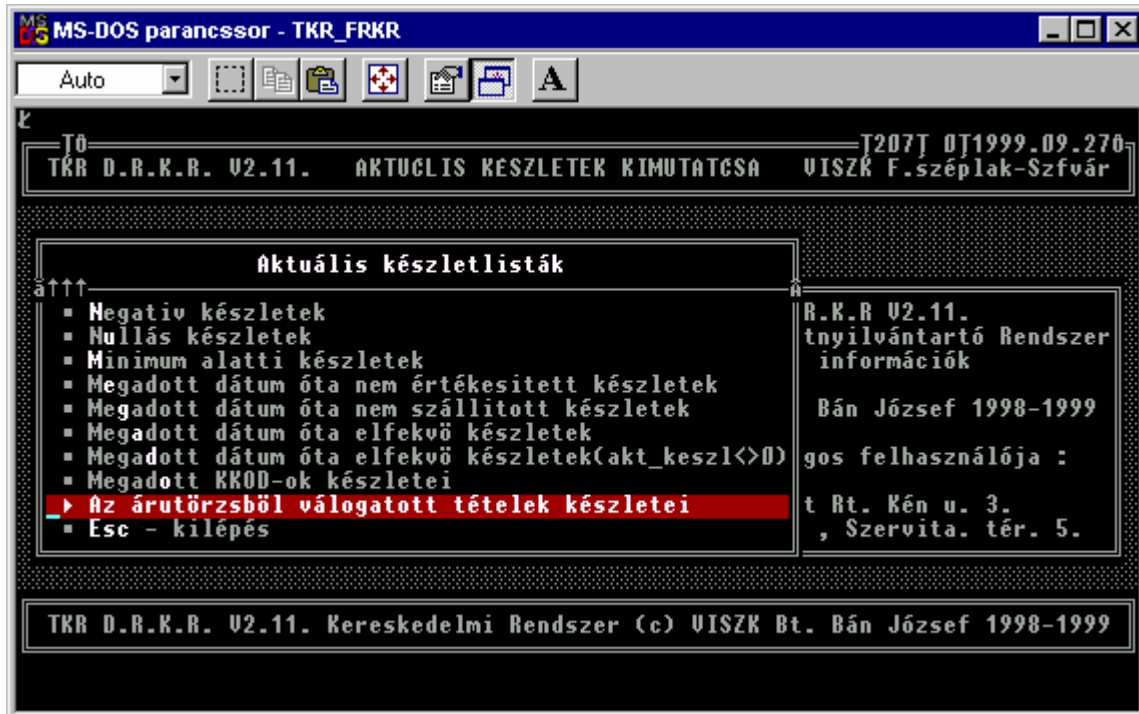 MS-DOS parancssor - TKR_FRKR
Auto
A
Ł
Tô T207T 0T1999.09.27ô
TKR D.R.K.R. V2.11. AKTUCLIS KESZLETEK KIMUTATCSA VISZK F.széplak-Szfvár
Aktuális készletlisták
ă↑↑↑ Â
Negativ készletek
Nullás készletek
Minimum alatti készletek
Megadott dátum óta nem értékesitett készletek
Megadott dátum óta nem szállitott készletek
Megadott dátum óta elfekvö készletek
Megadott dátum óta elfekvö készletek(akt_keszl<>0)
Megadott KKOD-ok készletei
Az árutörzsböl válogatott tételek készletei
Esc - kilépés
R.K.R V2.11.
tnyilvántartó Rendszer
információk
Bán József 1998-1999
gos felhasználója :
t Rt. Kén u. 3.
, Szervita. tér. 5.
TKR D.R.K.R. V2.11. Kereskedelmi Rendszer (c) VISZK Bt. Bán József 1998-1999